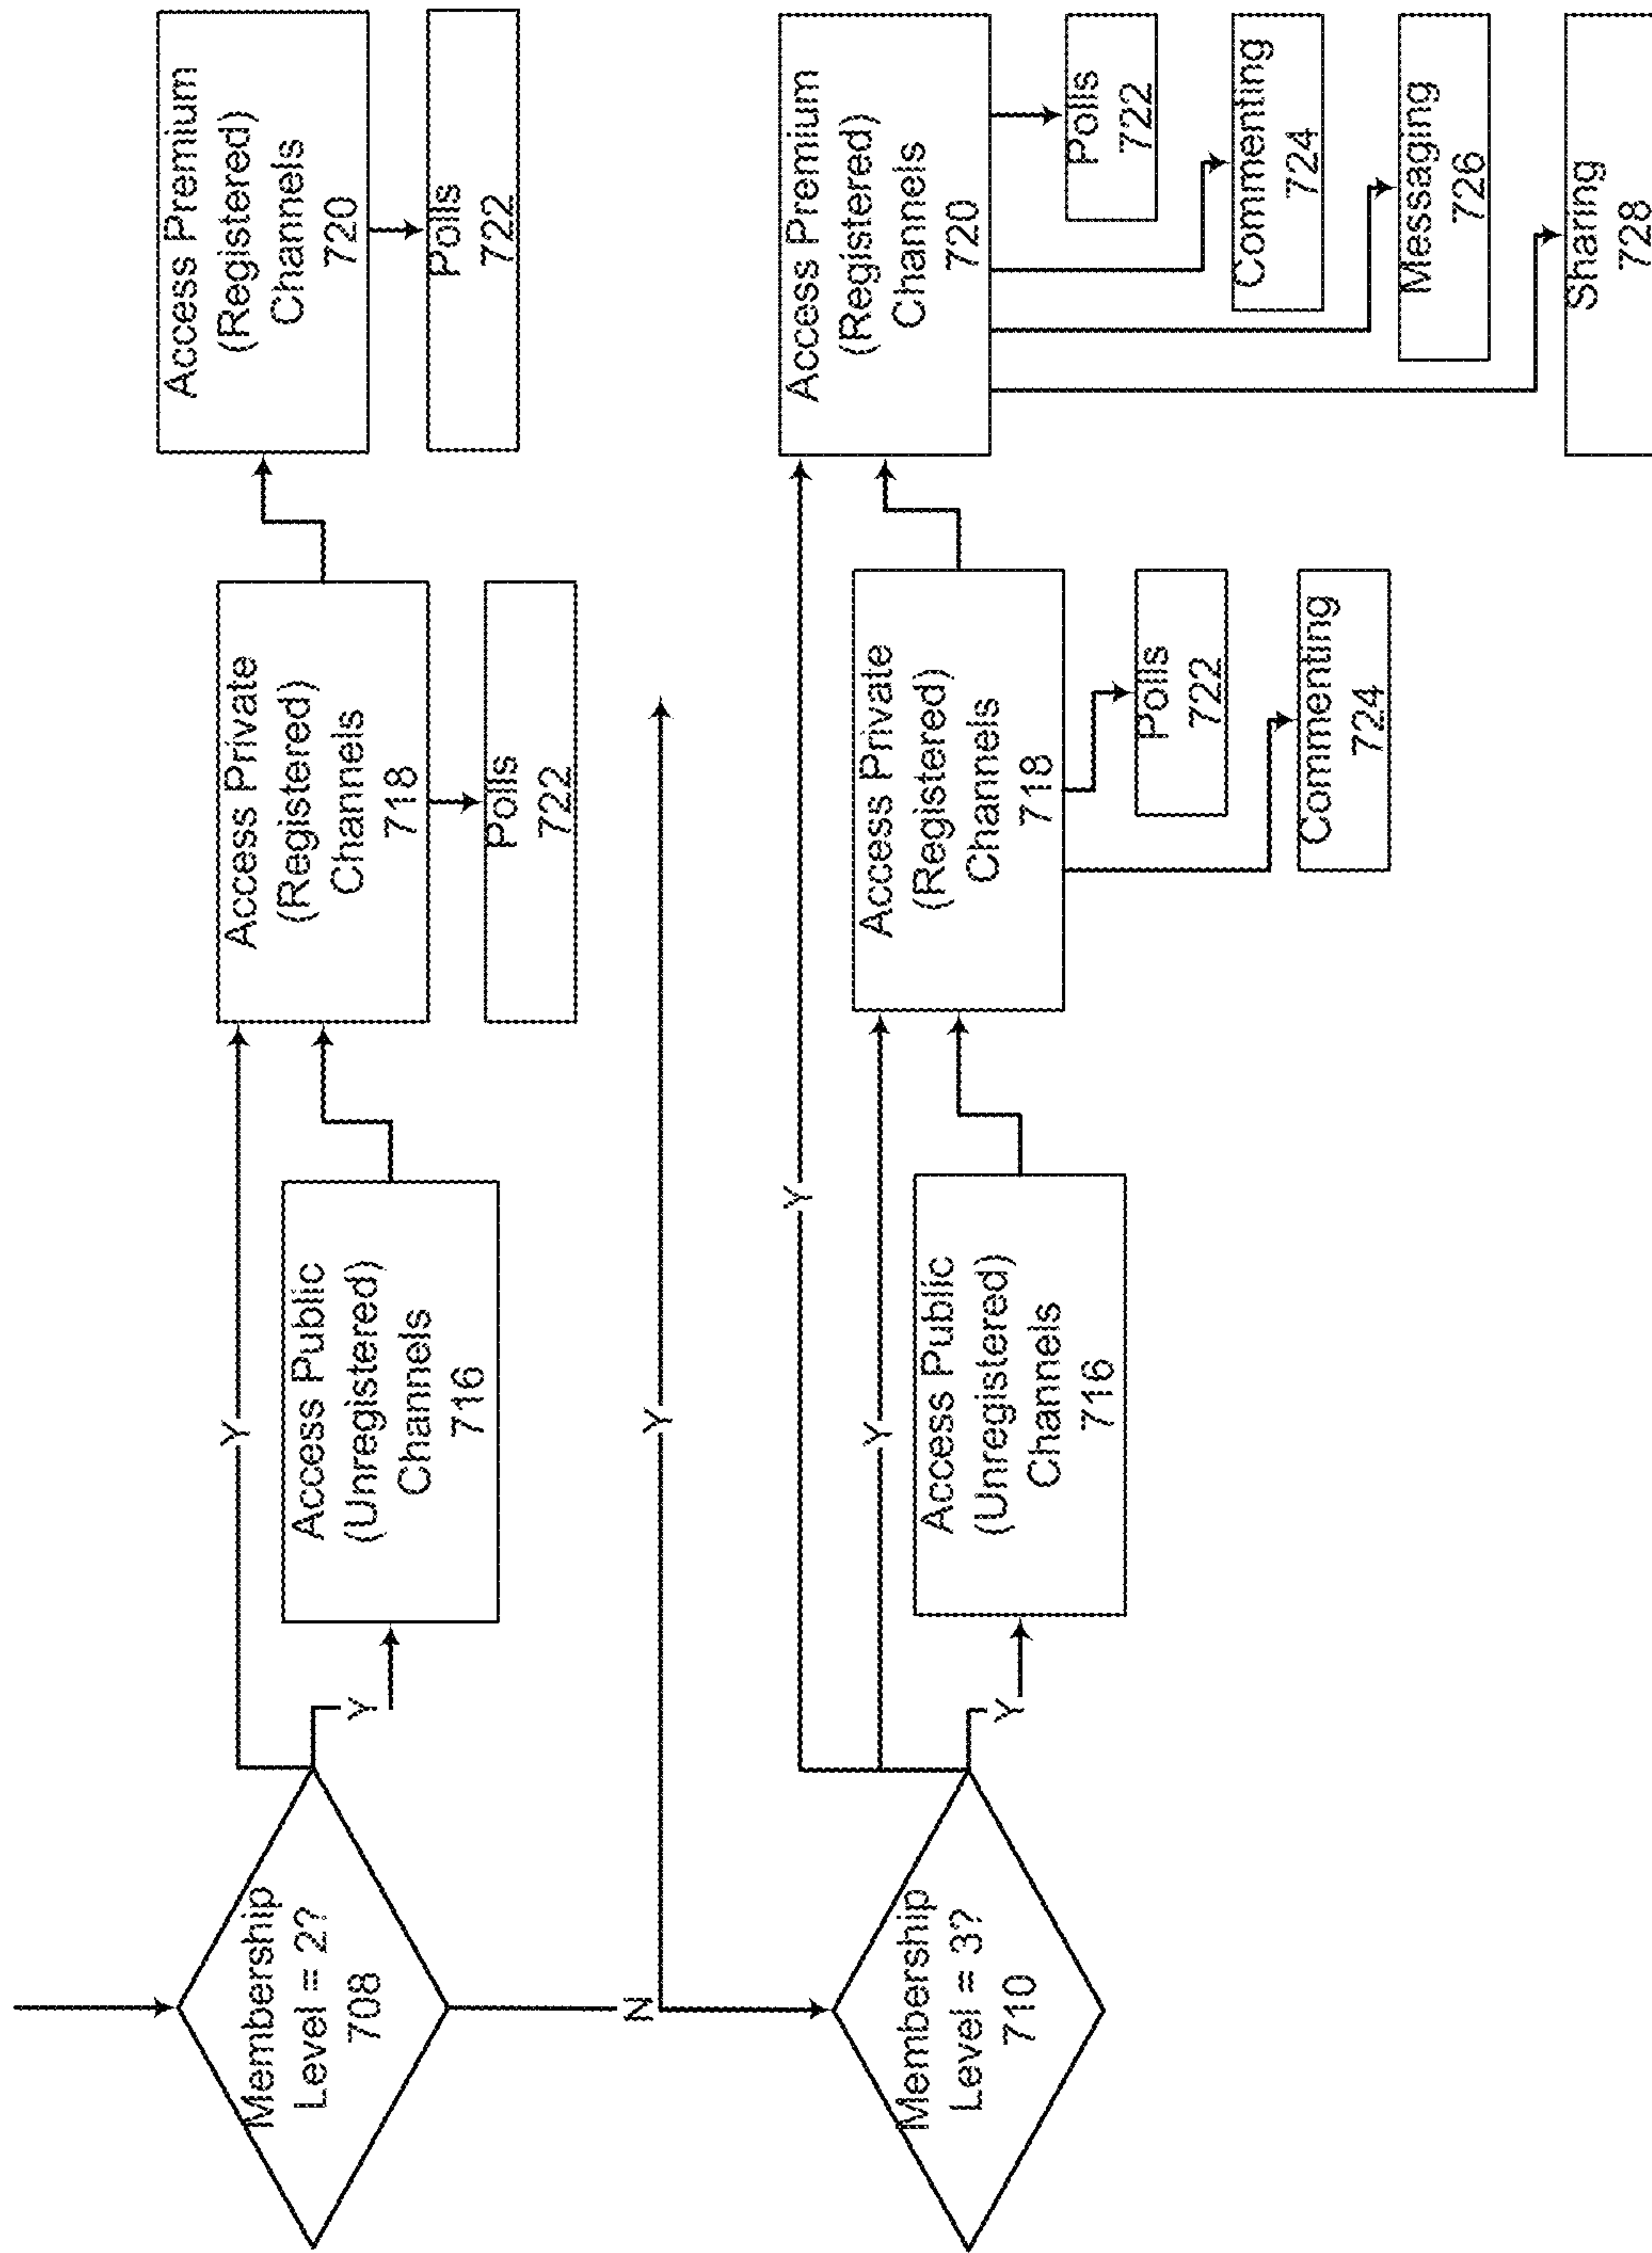 Membership
Level = 2?
708
Y
Y
Access Public
(Unregistered)
Channels
716
Access Private
(Registered)
Channels
718
Polls
722
Access Premium
(Registered)
Channels
720
Polls
722
N
Y
Membership
Level = 3?
710
Y
Y
Y
Access Public
(Unregistered)
Channels
716
Access Private
(Registered)
Channels
718
Polls
722
Commenting
724
Access Premium
(Registered)
Channels
720
Polls
722
Commenting
724
Messaging
726
Sharing
728